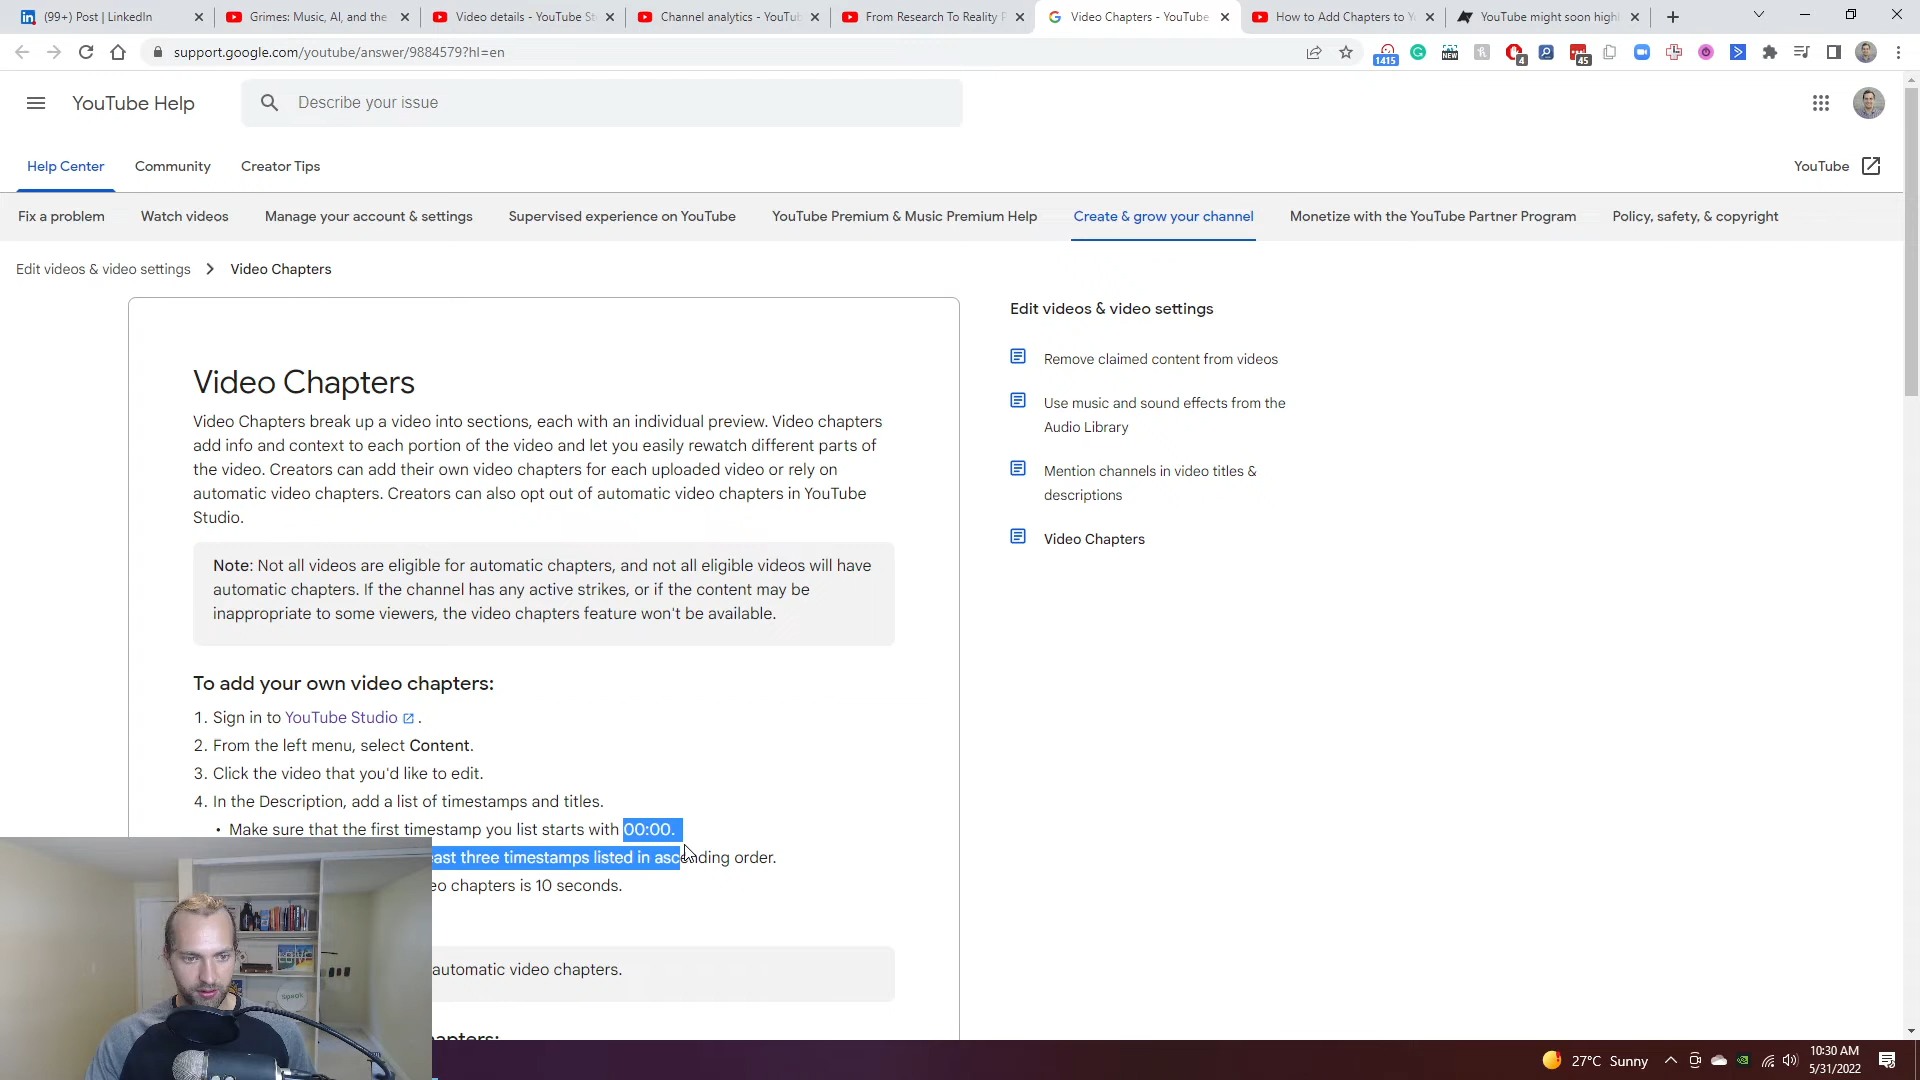 (99+) Post | LinkedIn
Grimes: Music, AI, and the
Video details - YouTube St
Channel analytics - YouTub
From Research To Reality P
Video Chapters - YouTube
How to Add Chapters to Y
YouTube might soon highl
support.google.com/youtube/answer/9884579?hl=en
1415
NEW
4
45
YouTube Help
Describe your issue
Help Center
Community
Creator Tips
YouTube
Fix a problem
Watch videos
Manage your account & settings
Supervised experience on YouTube
YouTube Premium & Music Premium Help
Create & grow your channel
Monetize with the YouTube Partner Program
Policy, safety, & copyright
Edit videos & video settings
Video Chapters
Video Chapters
Video Chapters break up a video into sections, each with an individual preview. Video chapters
add info and context to each portion of the video and let you easily rewatch different parts of
the video. Creators can add their own video chapters for each uploaded video or rely on
automatic video chapters. Creators can also opt out of automatic video chapters in YouTube
Studio.
Note: Not all videos are eligible for automatic chapters, and not all eligible videos will have
automatic chapters. If the channel has any active strikes, or if the content may be
inappropriate to some viewers, the video chapters feature won't be available.
To add your own video chapters:
1. Sign in to YouTube Studio .
2. From the left menu, select Content.
3. Click the video that you'd like to edit.
4. In the Description, add a list of timestamps and titles.
• Make sure that the first timestamp you list starts with 00:00.
east three timestamps listed in ascending order.
eo chapters is 10 seconds.
automatic video chapters.
Edit videos & video settings
Remove claimed content from videos
Use music and sound effects from the
Audio Library
Mention channels in video titles &
descriptions
Video Chapters
Speak
27°C Sunny
10:30 AM
5/31/2022